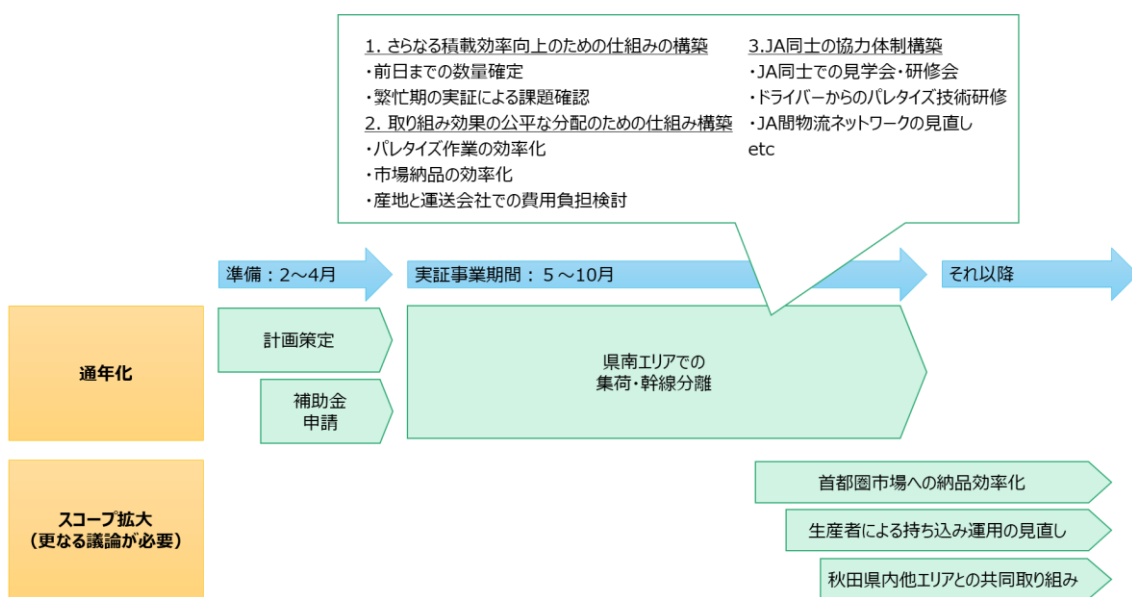 1. さらなる積載効率向上のための仕組みの構築
・前日までの数量確定
・繁忙期の実証による課題確認
2. 取り組み効果の公平な分配のための仕組み構築
・パレタイズ作業の効率化
・市場納品の効率化
・産地と運送会社での費用負担検討
3.JA同士の協力体制構築
・JA同士での見学会・研修会
・ドライバーからのパレタイズ技術研修
・JA間物流ネットワークの見直し
etc
準備：2～4月
実証事業期間：５～10月
それ以降
通年化
計画策定
補助金
申請
県南エリアでの
集荷・幹線分離
スコープ拡大
（更なる議論が必要）
首都圏市場への納品効率化
生産者による持ち込み運用の見直し
秋田県内他エリアとの共同取り組み